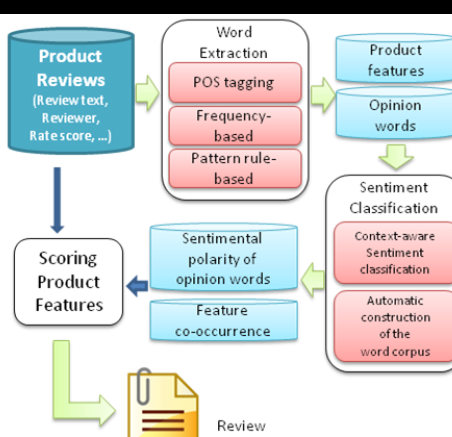 Product
Reviews
(Review text,
Reviewer,
Rate score, ...)
Word
Extraction
POS tagging
Frequency-
based
Pattern rule-
based
Product
features
Opinion
words
Sentiment
Classification
Context-aware
Sentiment
classification
Automatic
construction
of the
word corpus
Sentimental
polarity of
opinion words
Feature
co-occurrence
Scoring
Product
Features
Review